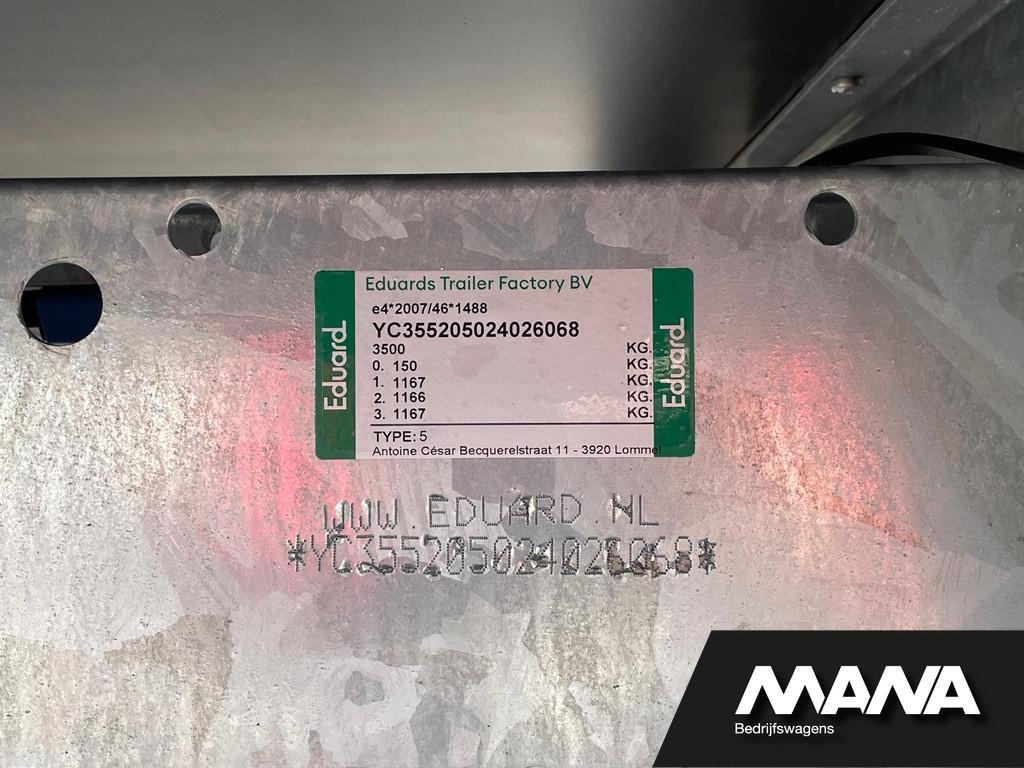 Eduards Trailer Factory BV
e4*2007/46*1488
YC355205024026068
3500 KG.
0. 150 KG.
1. 1167 KG.
2. 1166 KG.
3. 1167 KG.
TYPE: 5
Antoine César Becquerelstraat 11 - 3920 Lommel
Eduard
Eduard
WWW.EDUARD.NL
*YC355205024026068*
MANA
Bedrijfswagens